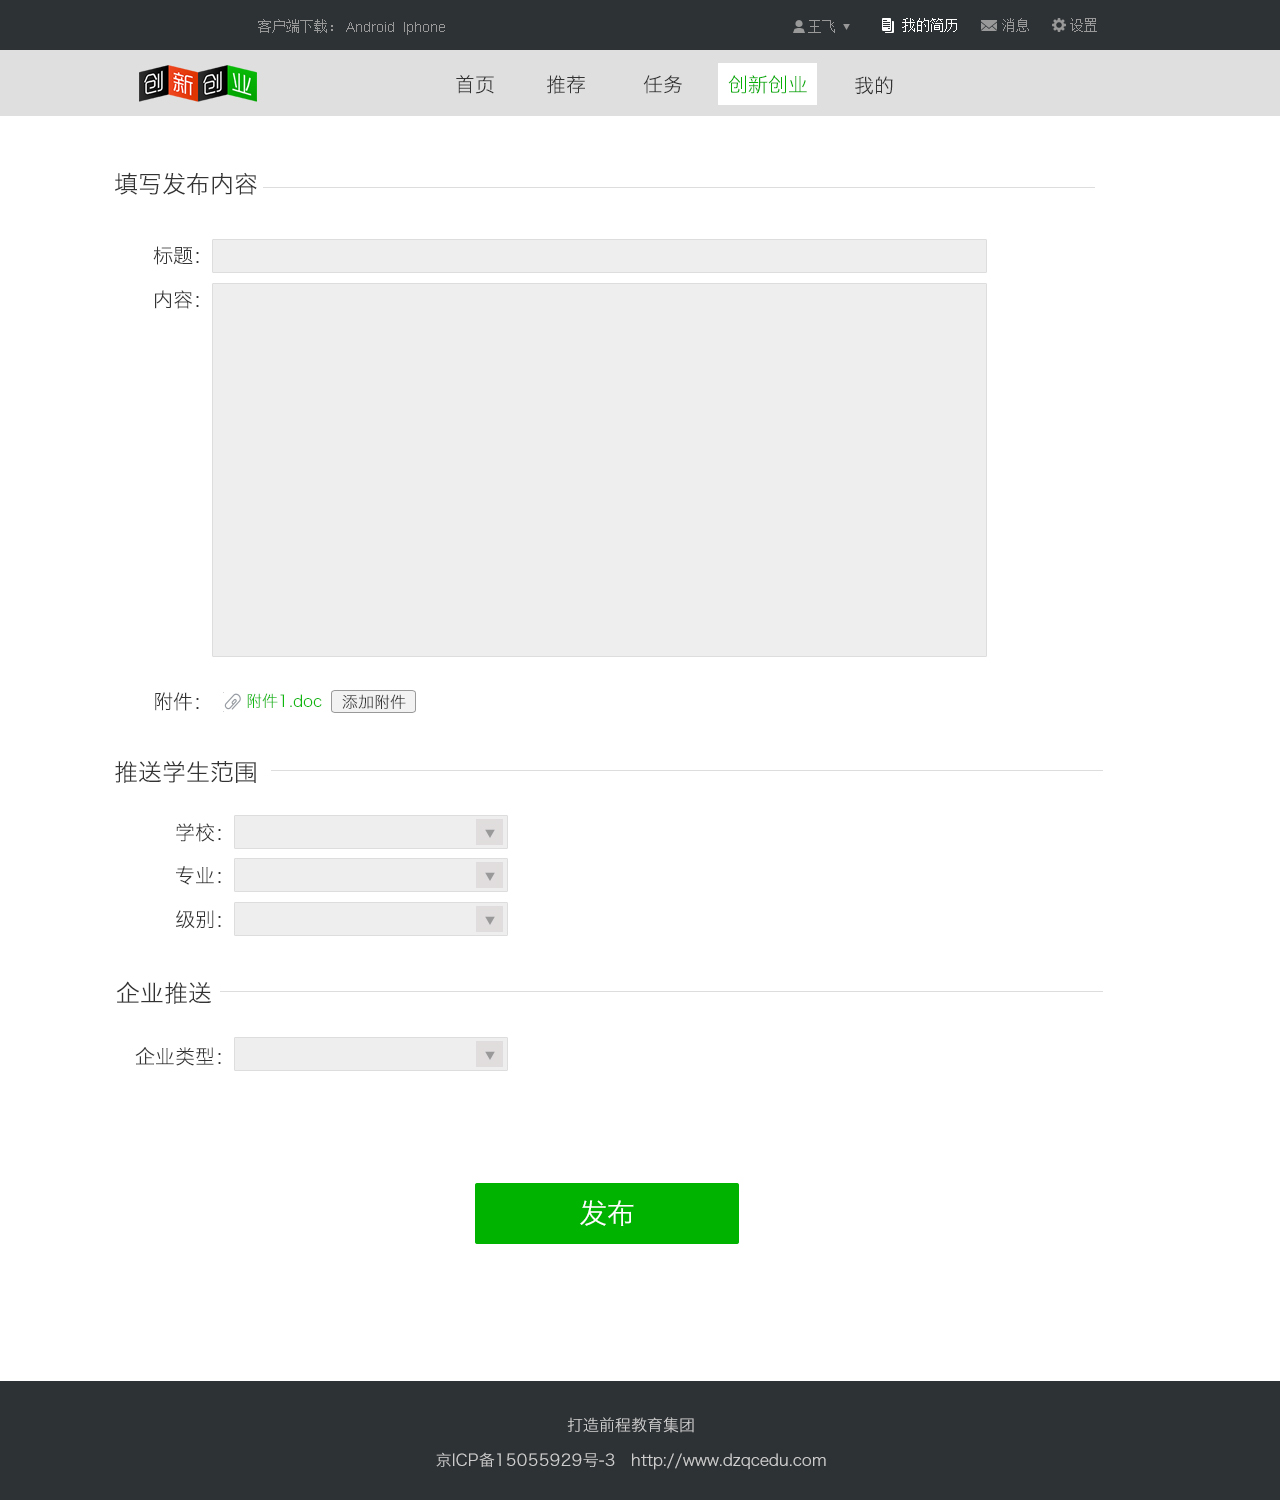 客户端下载： Android Iphone 王飞 ▼ 我的简历 消息 设置
创新创业 首页 推荐 任务 创新创业 我的
填写发布内容
标题：
内容：
附件： 附件1.doc 添加附件
推送学生范围
学校： ▼
专业： ▼
级别： ▼
企业推送
企业类型： ▼
发布
打造前程教育集团
京ICP备15055929号-3 http://www.dzqcedu.com